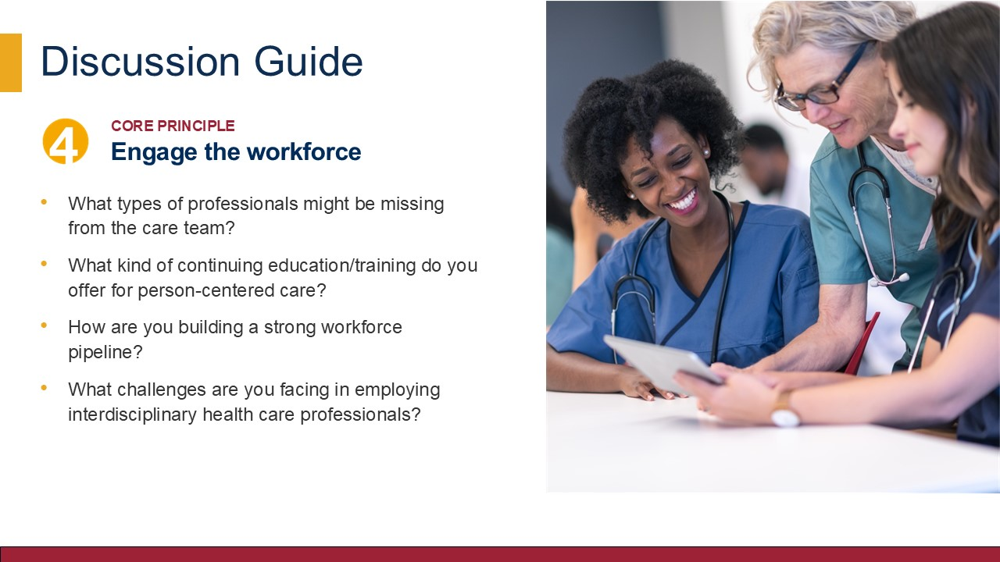 Discussion Guide
4
CORE PRINCIPLE
Engage the workforce
• What types of professionals might be missing
from the care team?
• What kind of continuing education/training do you
offer for person-centered care?
• How are you building a strong workforce
pipeline?
• What challenges are you facing in employing
interdisciplinary health care professionals?